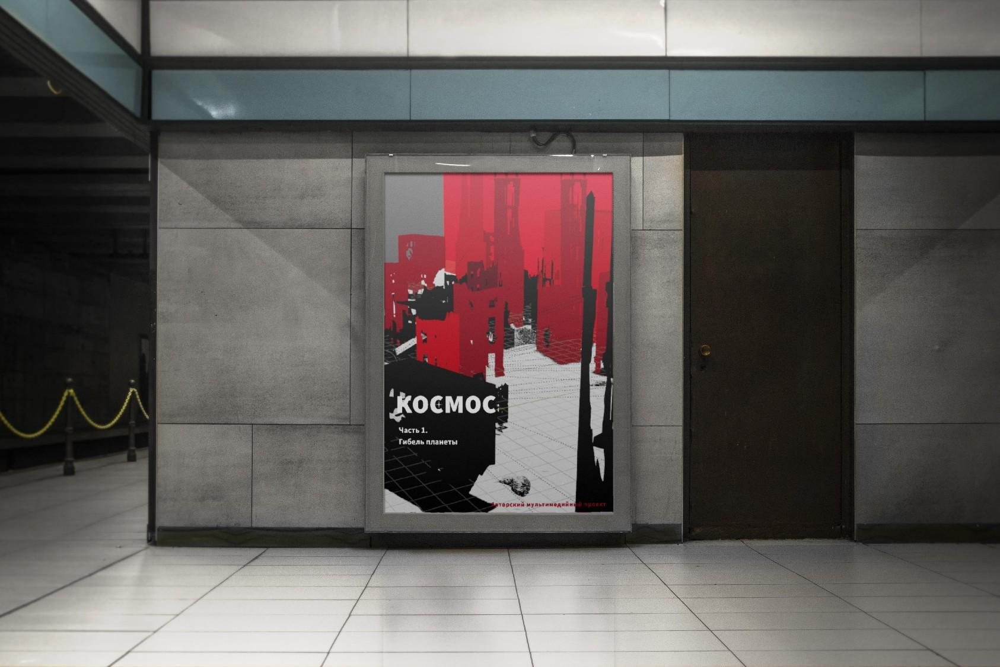 КОСМОС
Часть 1.
Гибель планеты
Авторский мультимедийный проект